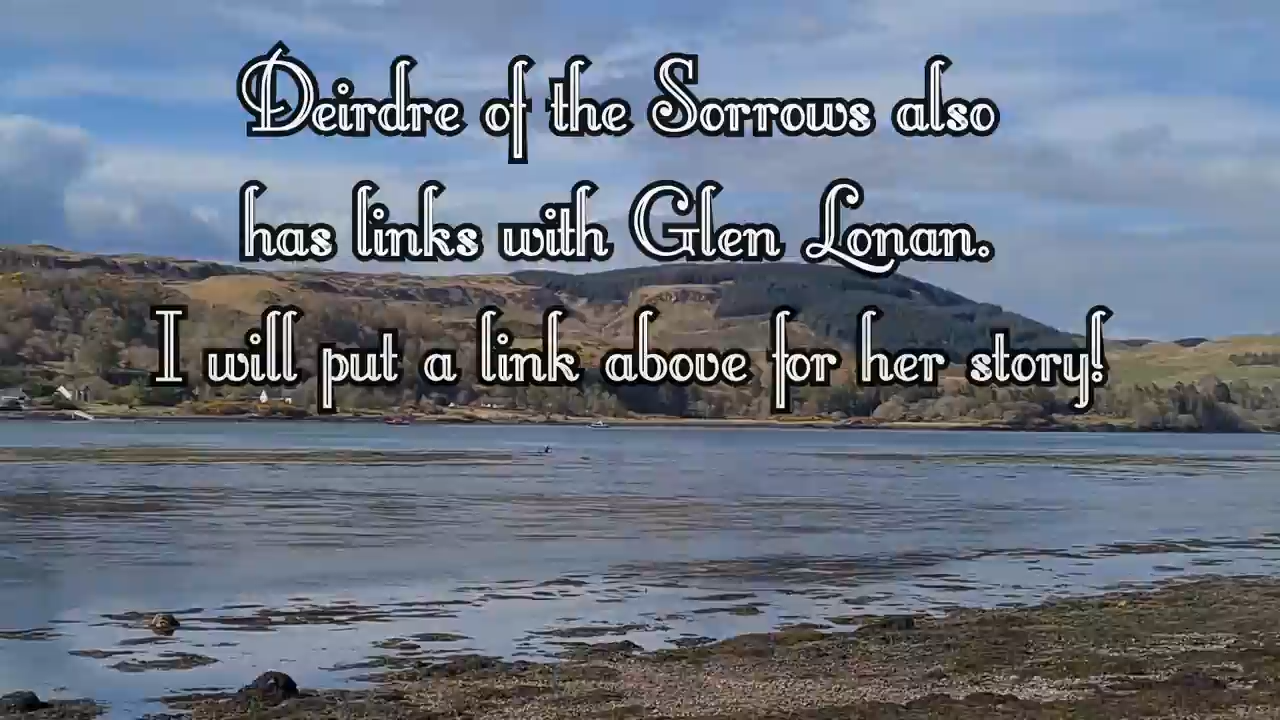 Deirdre of the Sorrows also
has links with Glen Lonan.
I will put a link above for her story!